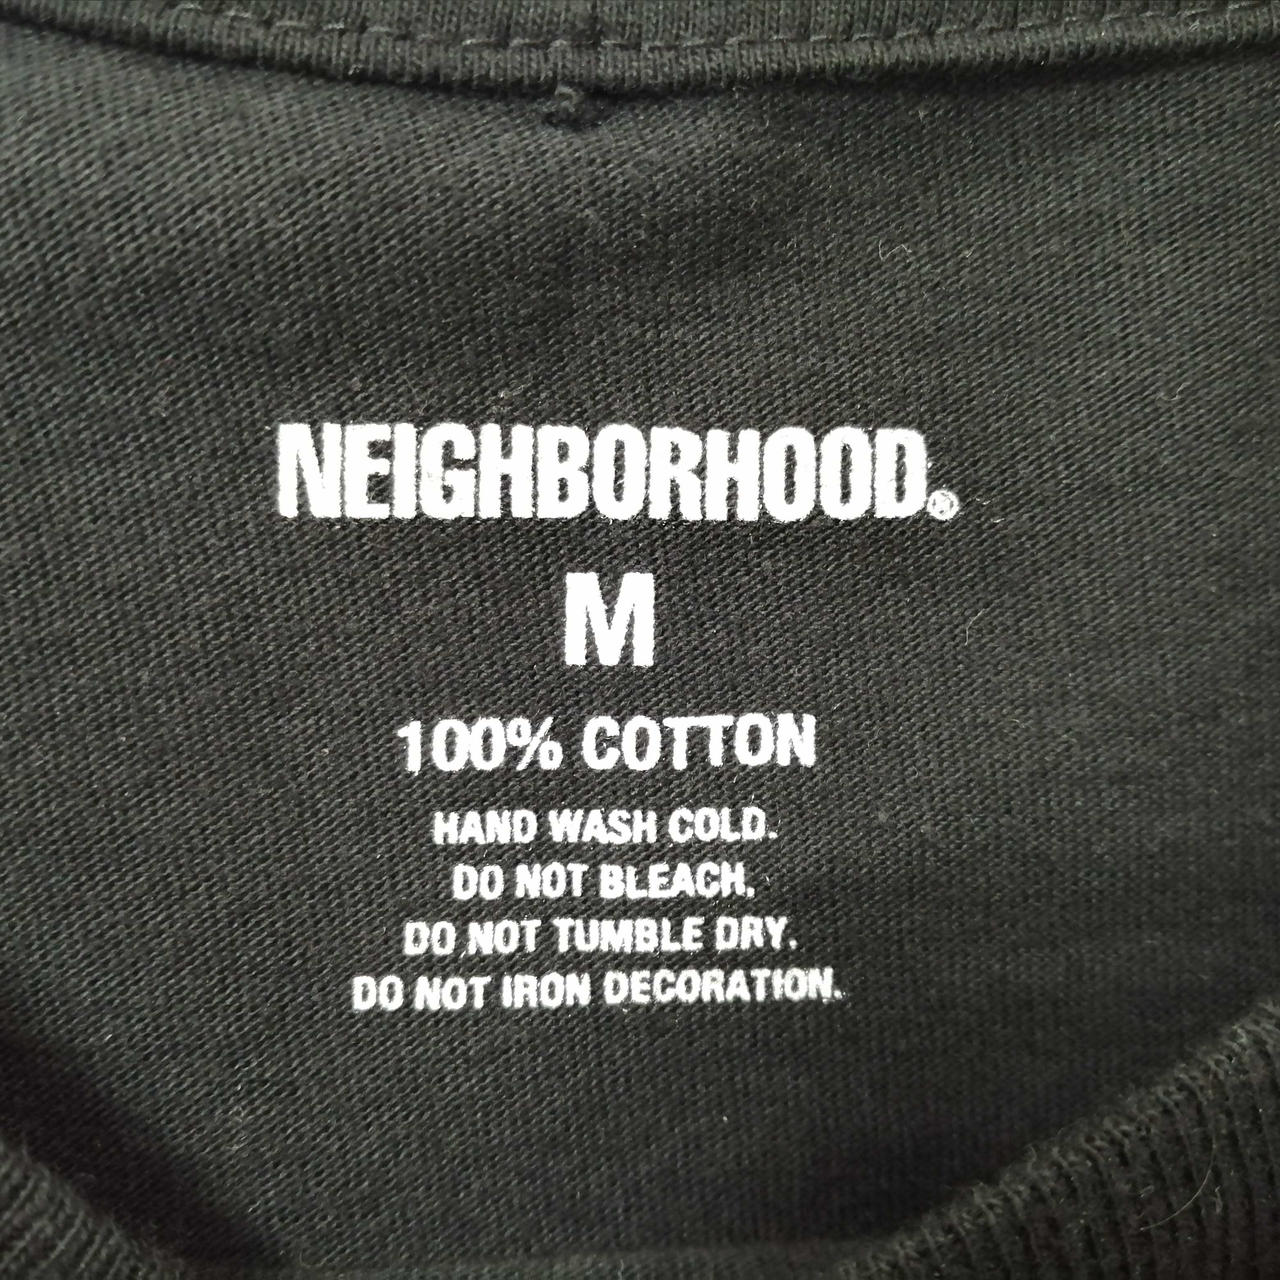 NEIGHBORHOOD®
M
100% COTTON
HAND WASH COLD.
DO NOT BLEACH.
DO NOT TUMBLE DRY.
DO NOT IRON DECORATION.